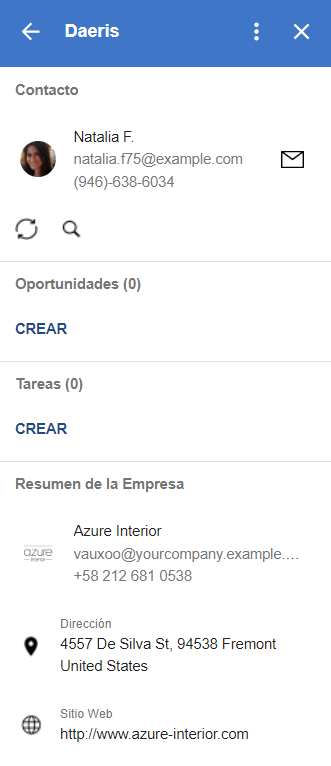 Daeris
Contacto
Natalia F.
natalia.f75@example.com
(946)-638-6034
Oportunidades (0)
CREAR
Tareas (0)
CREAR
Resumen de la Empresa
azure
interior
Azure Interior
vauxoo@yourcompany.example....
+58 212 681 0538
Dirección
4557 De Silva St, 94538 Fremont
United States
Sitio Web
http://www.azure-interior.com